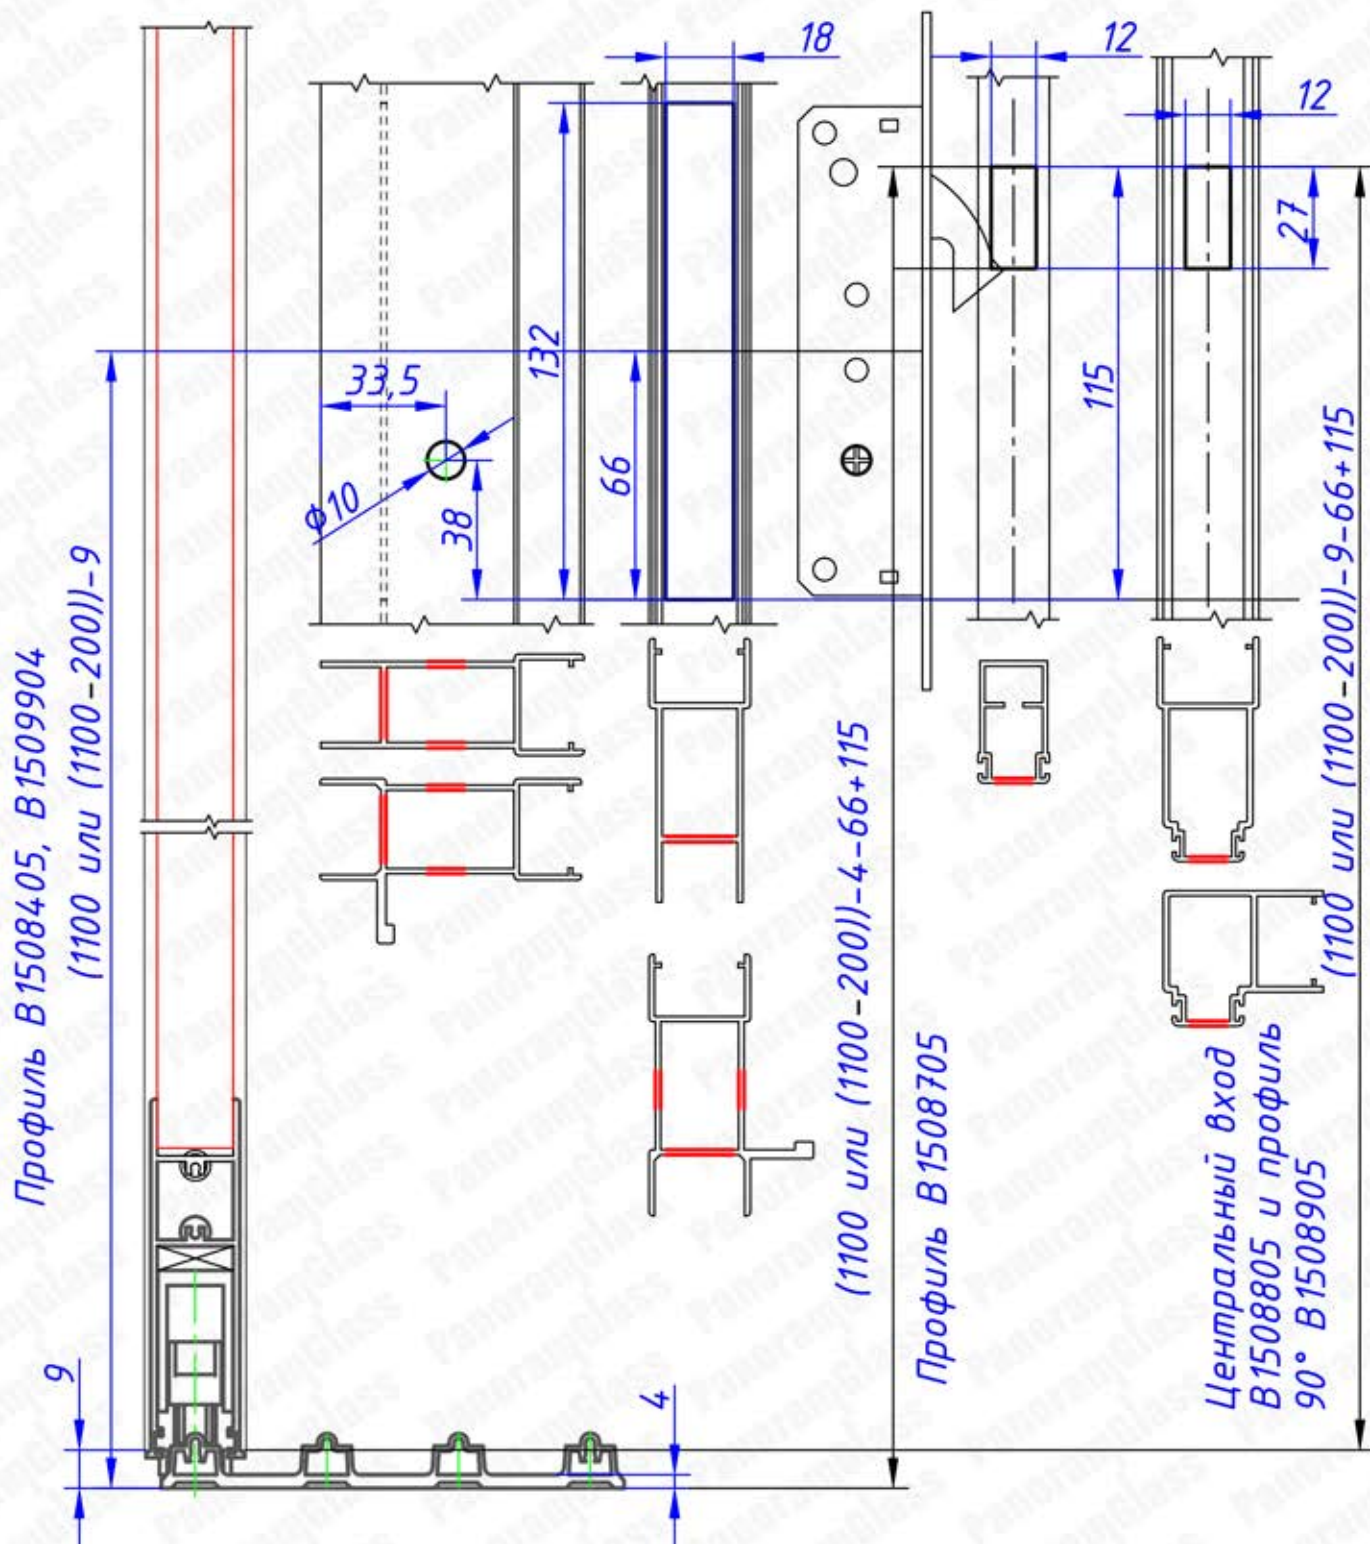 18
12
12
27
132
33,5
115
66
ϕ10
38
Профиль В1508405, В1509904
(1100 или (1100-200))-9
(1100 или (1100-200))-4-66+115
Профиль В1508705
(1100 или (1100-200))-9-66+115
Центральный вход
В1508805 и профиль
90° В1508905
9
4
PanoramGlass